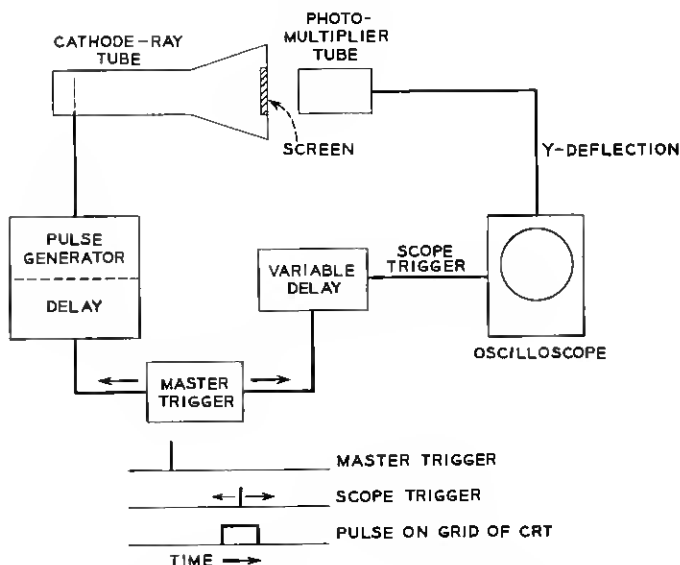 CATHODE-RAY
TUBE
PHOTO-
MULTIPLIER
TUBE
SCREEN
Y-DEFLECTION
PULSE
GENERATOR
DELAY
VARIABLE
DELAY
SCOPE
TRIGGER
OSCILLOSCOPE
MASTER
TRIGGER
MASTER TRIGGER
SCOPE TRIGGER
PULSE ON GRID OF CRT
TIME